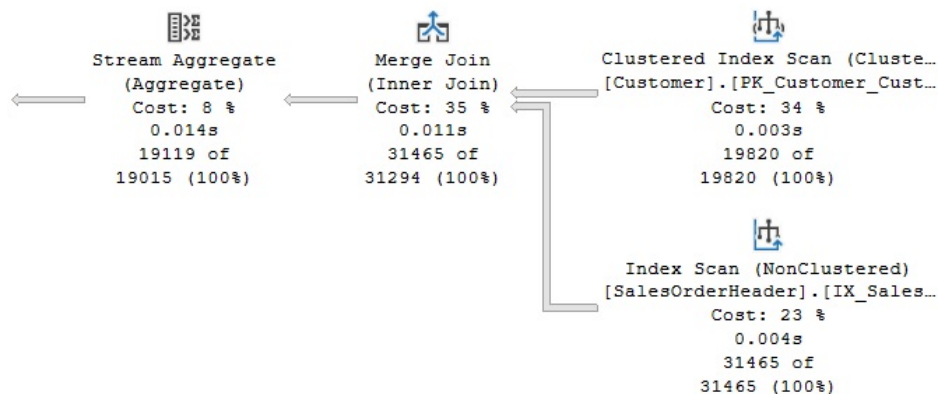 Stream Aggregate
(Aggregate)
Cost: 8 %
0.014s
19119 of
19015 (100%)
Merge Join
(Inner Join)
Cost: 35 %
0.011s
31465 of
31294 (100%)
Clustered Index Scan (Cluste…
[Customer].[PK_Customer_Cust…
Cost: 34 %
0.003s
19820 of
19820 (100%)
Index Scan (NonClustered)
[SalesOrderHeader].[IX_Sales…
Cost: 23 %
0.004s
31465 of
31465 (100%)